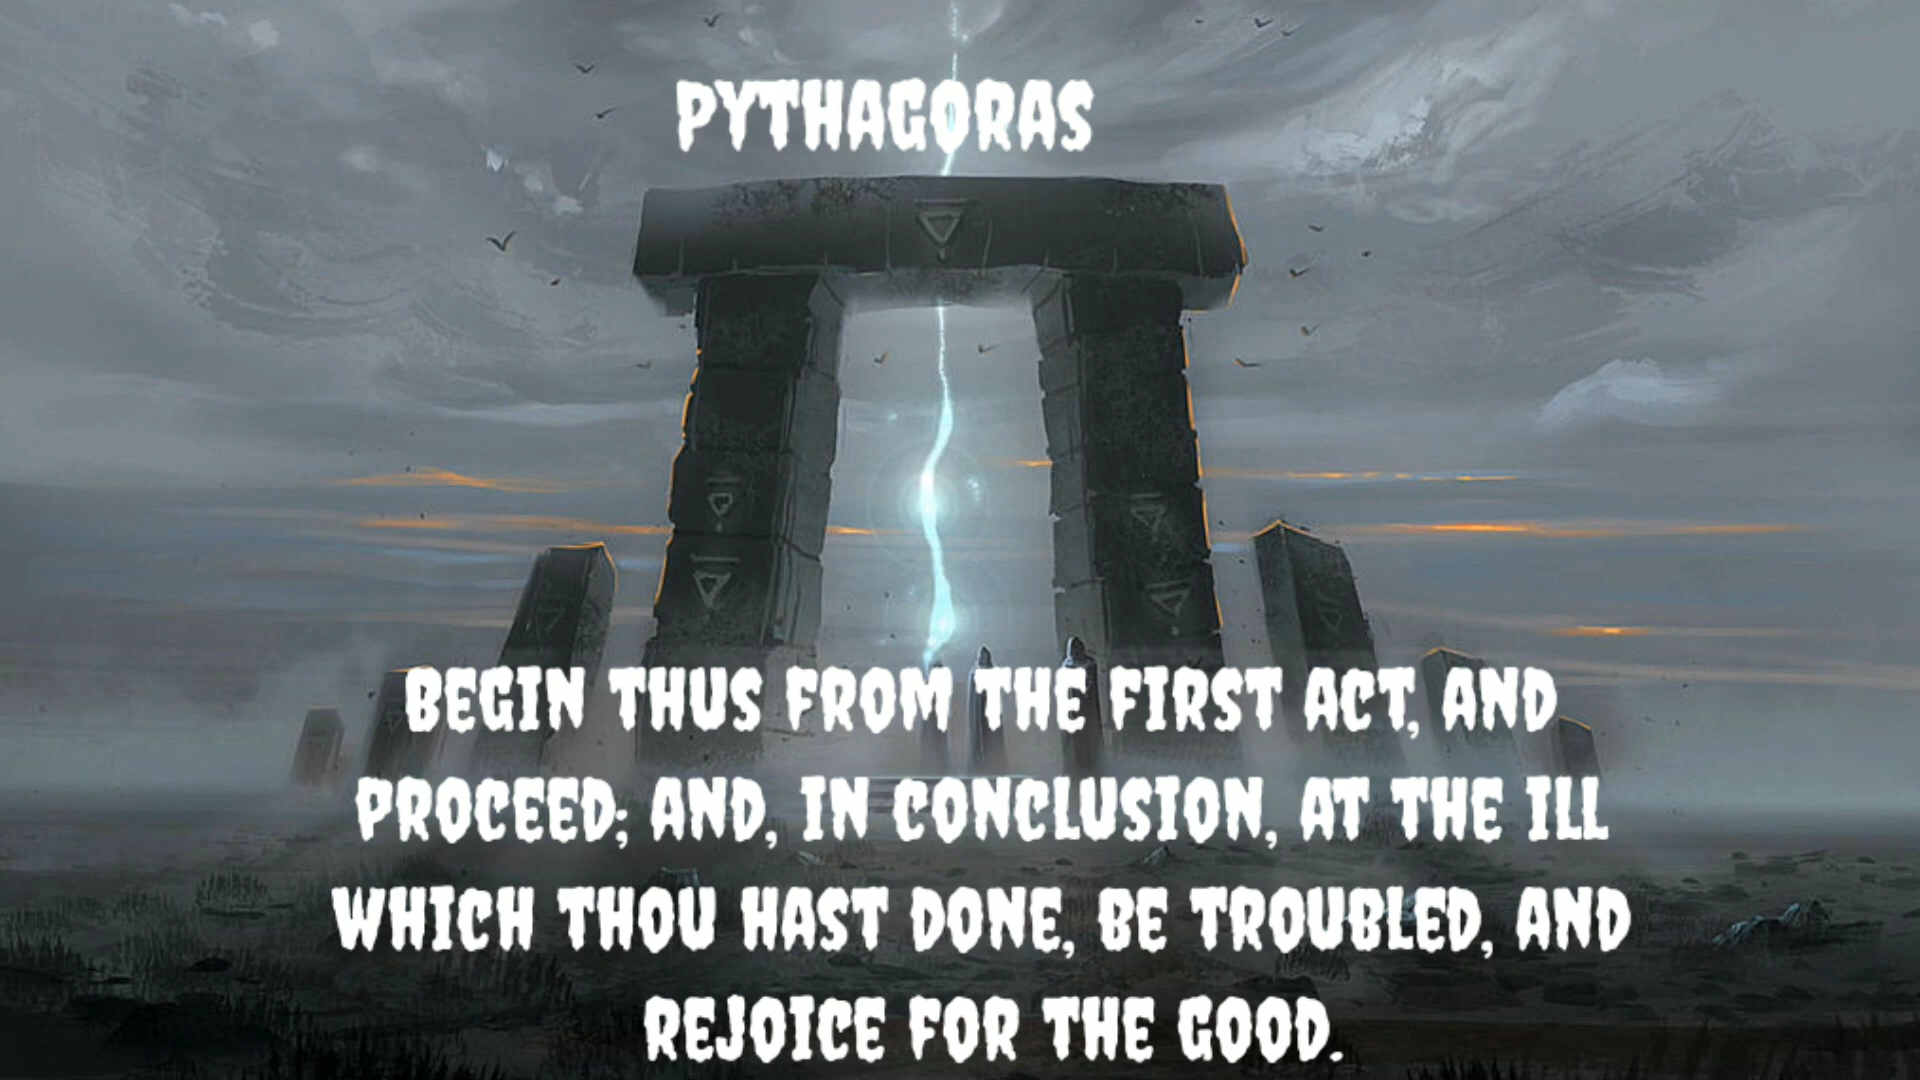 PYTHAGORAS
BEGIN THUS FROM THE FIRST ACT, AND
PROCEED; AND, IN CONCLUSION, AT THE ILL
WHICH THOU HAST DONE, BE TROUBLED, AND
REJOICE FOR THE GOOD.